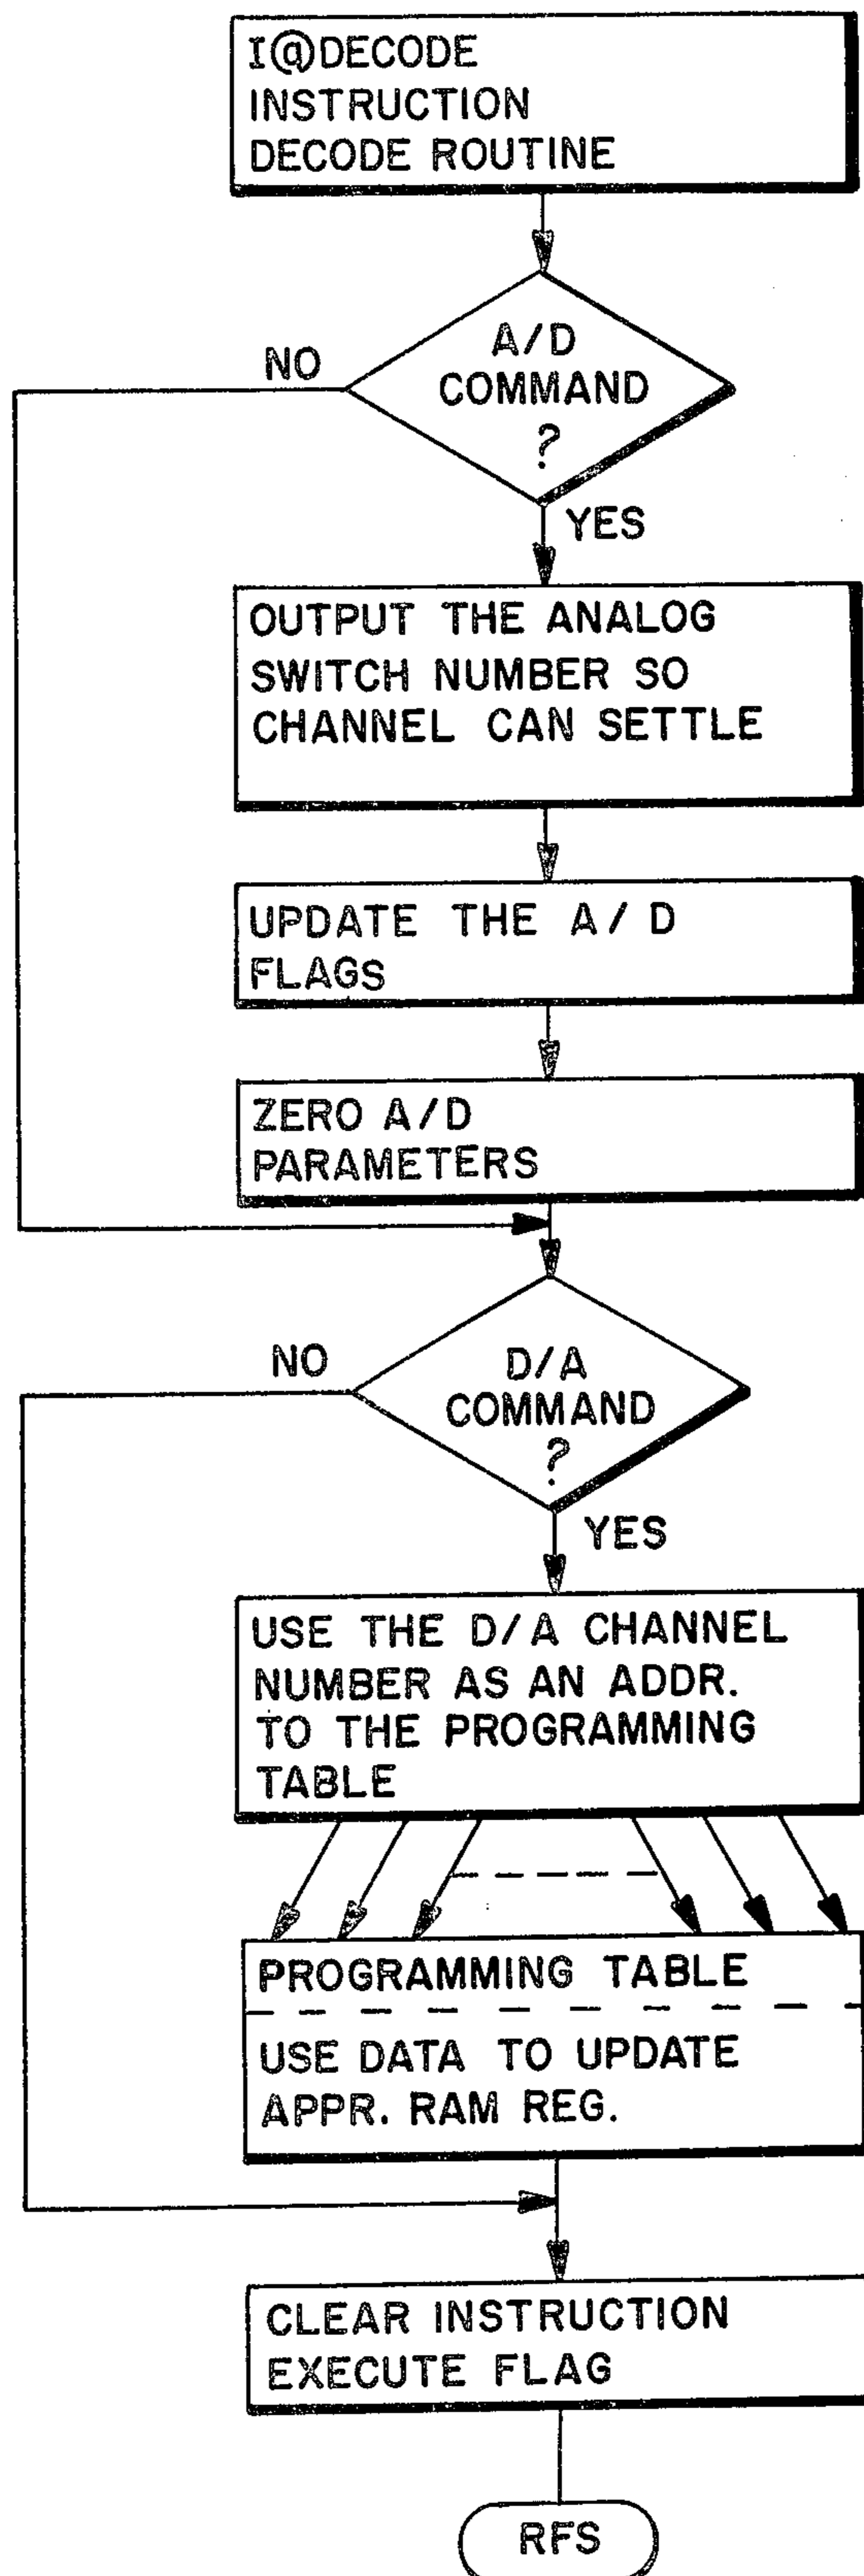 I@DECODE
INSTRUCTION
DECODE ROUTINE
A/D
COMMAND
?
NO
YES
OUTPUT THE ANALOG
SWITCH NUMBER SO
CHANNEL CAN SETTLE
UPDATE THE A/D
FLAGS
ZERO A/D
PARAMETERS
NO
D/A
COMMAND
?
YES
USE THE D/A CHANNEL
NUMBER AS AN ADDR.
TO THE PROGRAMMING
TABLE
PROGRAMMING TABLE
USE DATA TO UPDATE
APPR. RAM REG.
CLEAR INSTRUCTION
EXECUTE FLAG
RFS